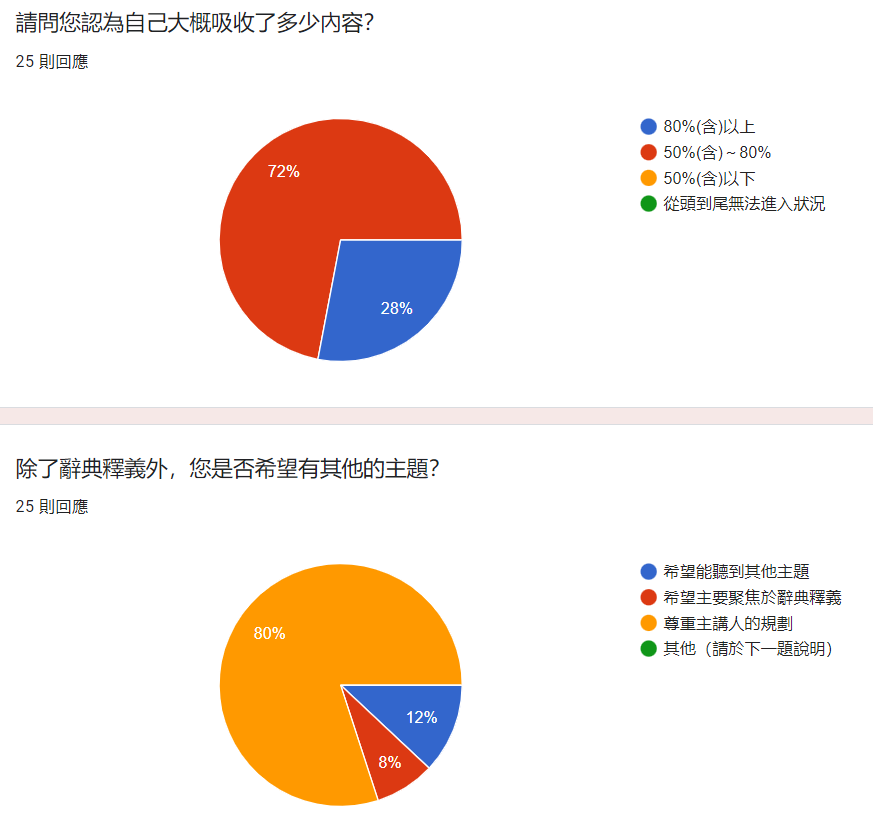 請問您認為自己大概吸收了多少內容？
25 則回應
80%(含)以上
50%(含)~80%
50%(含)以下
從頭到尾無法進入狀況
72%
28%
除了辭典釋義外，您是否希望有其他的主題？
25 則回應
希望能聽到其他主題
希望主要聚焦於辭典釋義
尊重主講人的規劃
其他（請於下一題說明）
80%
12%
8%